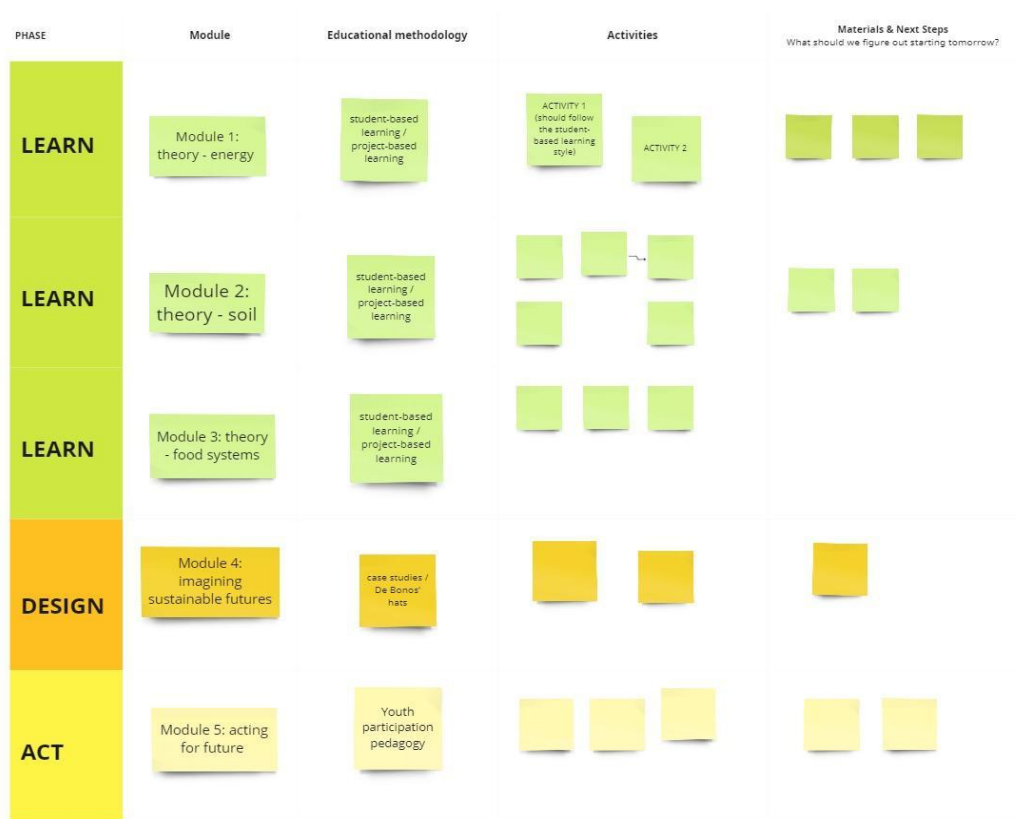 PHASE
Module
Educational methodology
Activities
Materials & Next Steps
What should we figure out starting tomorrow?
LEARN
Module 1:
theory - energy
student-based
learning /
project-based
learning
ACTIVITY 1
(should follow
the student-
based learning
style)
ACTIVITY 2
LEARN
Module 2:
theory - soil
student-based
learning /
project-based
learning
LEARN
Module 3: theory
- food systems
student-based
learning /
project-based
learning
DESIGN
Module 4:
imagining
sustainable futures
case studies /
De Bonos'
hats
ACT
Module 5: acting
for future
Youth
participation
pedagogy